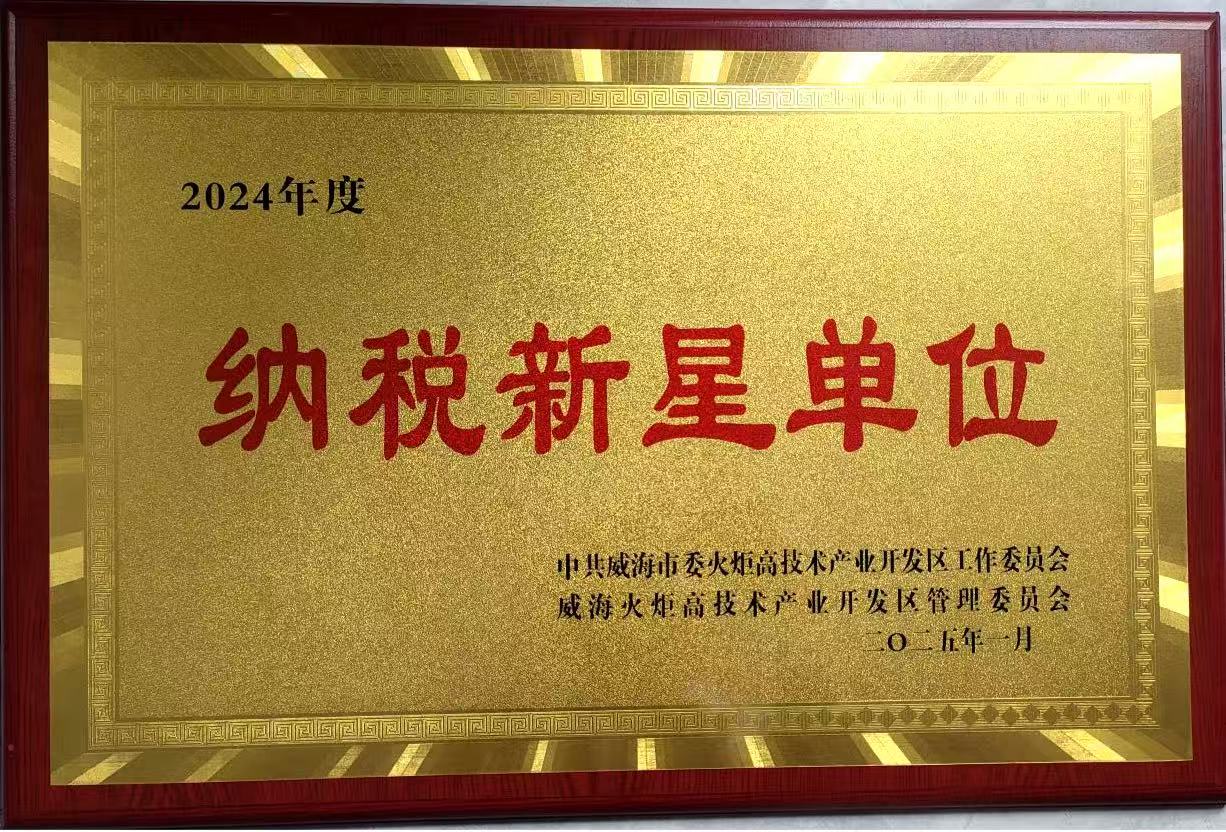 2024年度
纳税新星单位
中共威海市委火炬高技术产业开发区工作委员会
威海火炬高技术产业开发区管理委员会
二〇二五年一月